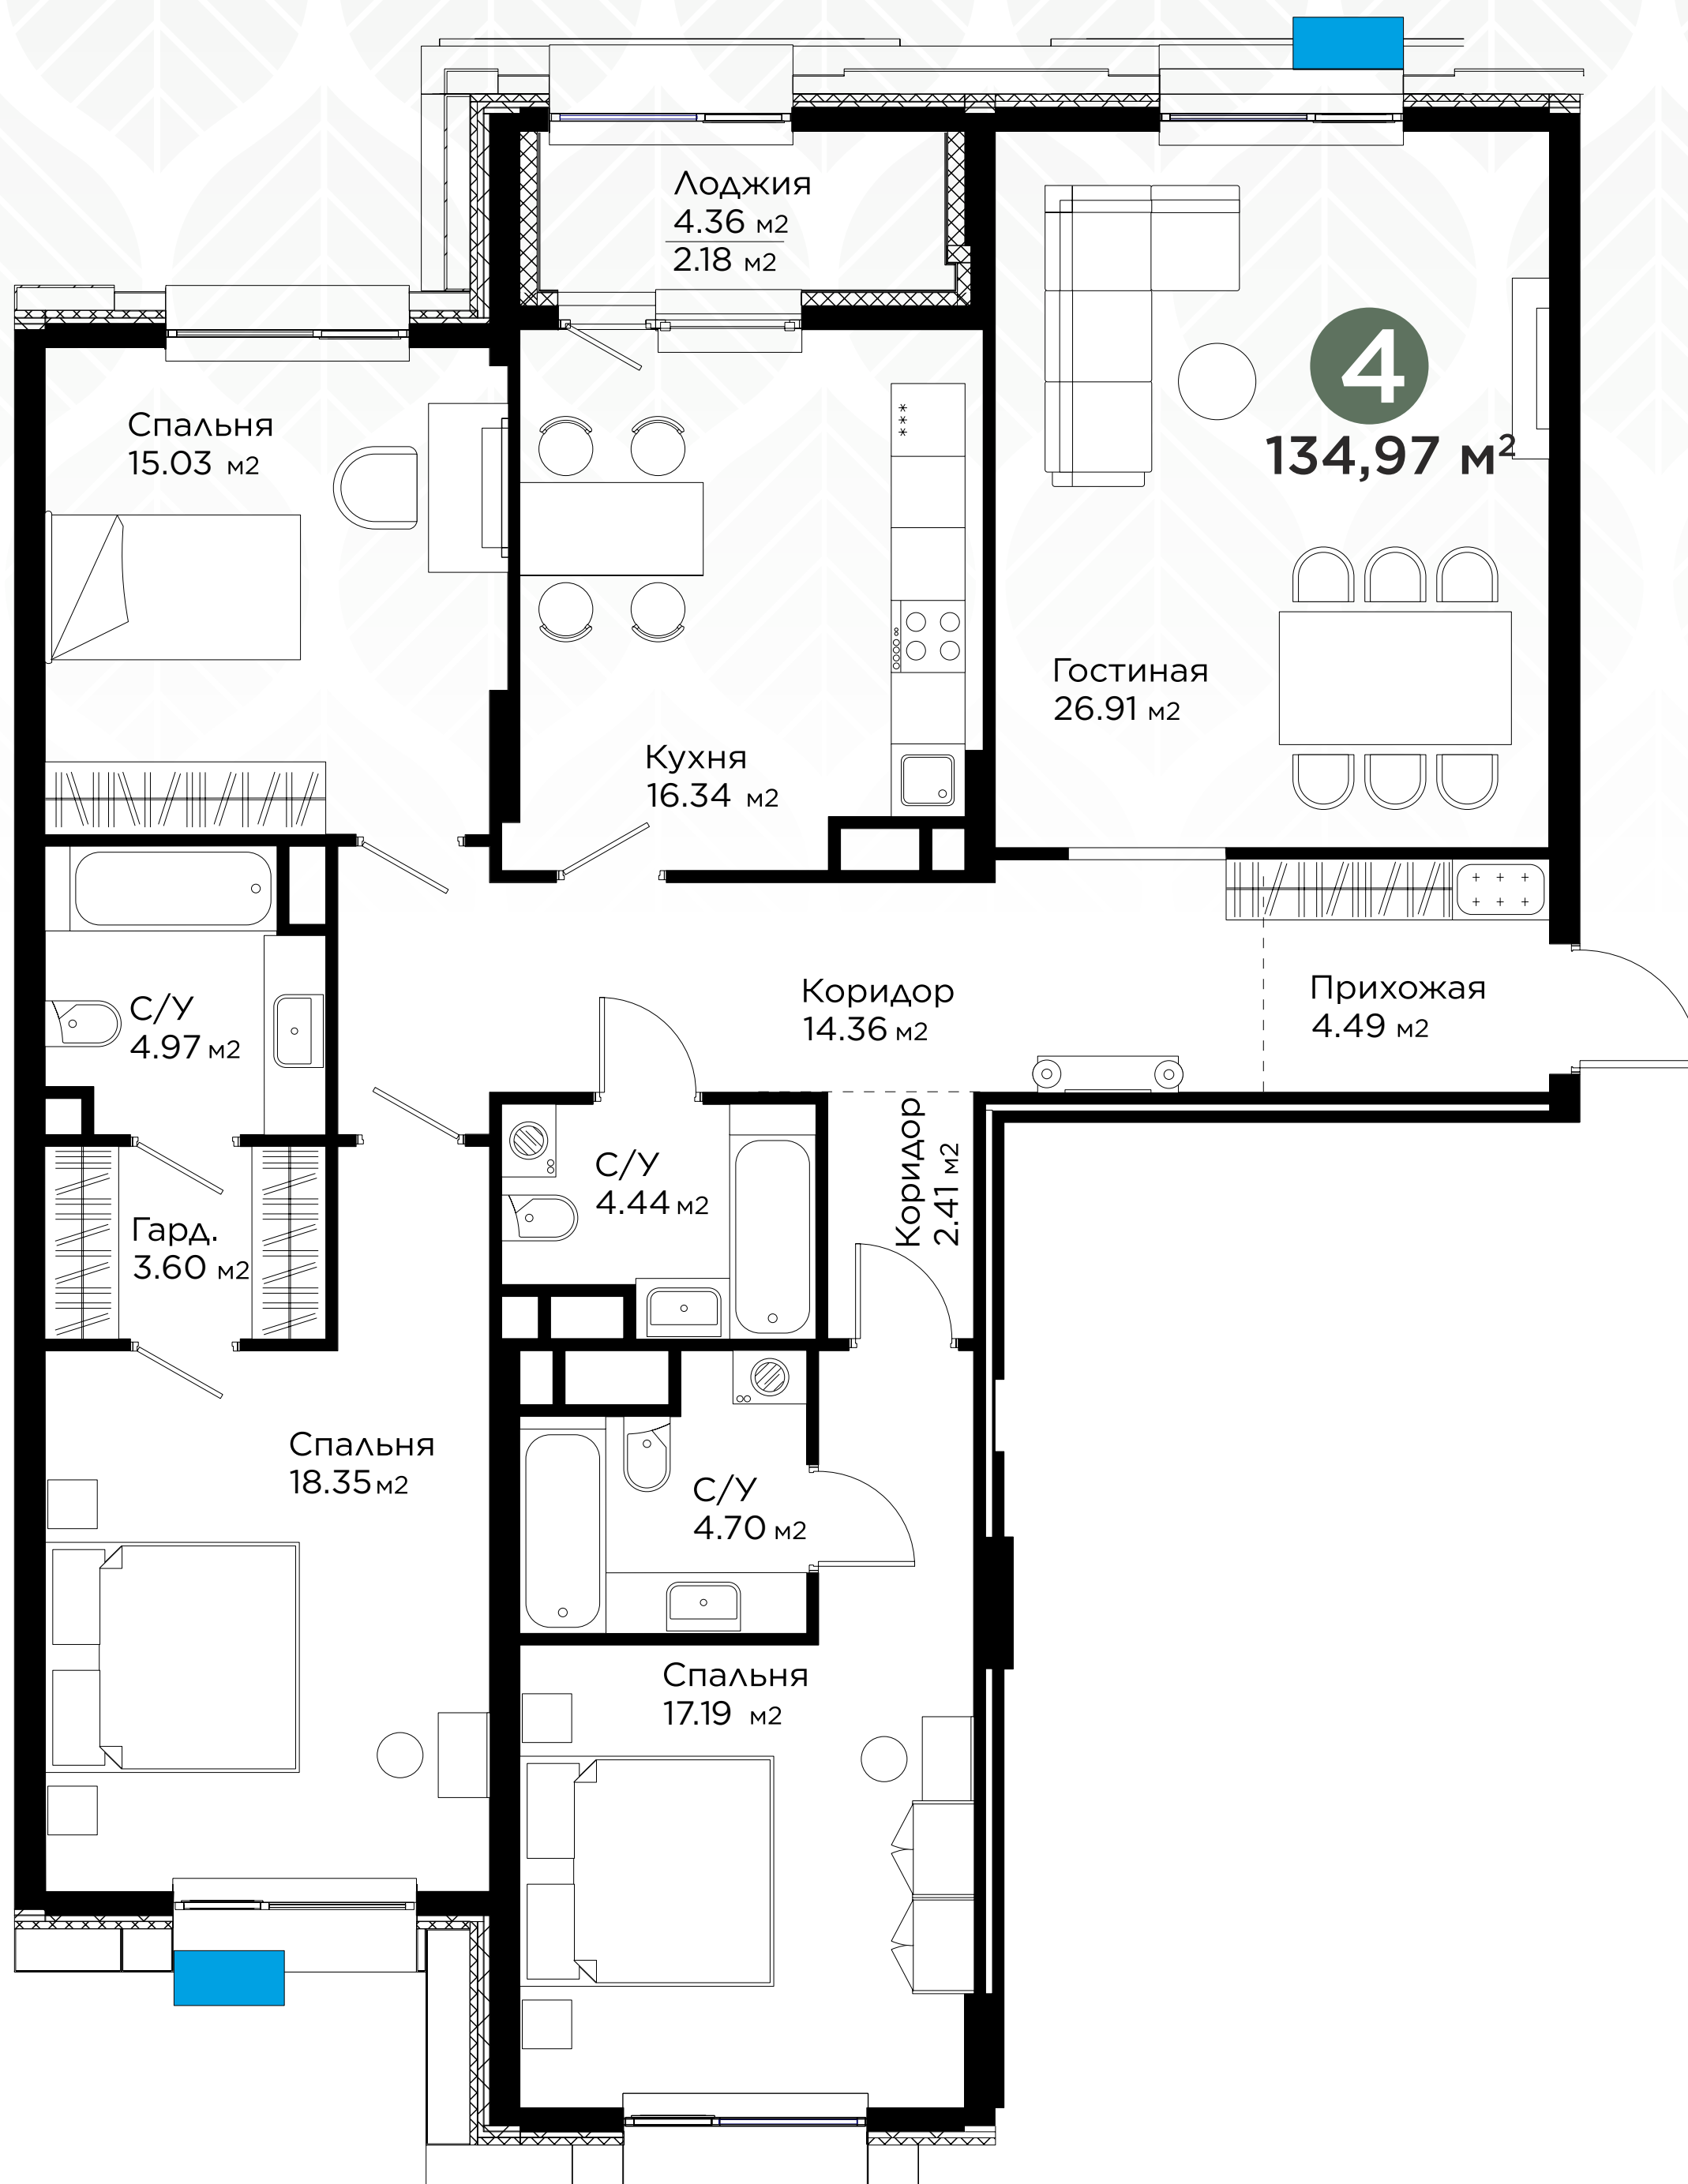 Лоджия
4.36 м2
2.18 м2
4
134,97 м²
Спальня
15.03 м2
Гостиная
26.91 м2
Кухня
16.34 м2
С/У
4.97 м2
Коридор
14.36 м2
Прихожая
4.49 м2
Коридор
2.41 м2
С/У
4.44 м2
Гард.
3.60 м2
Спальня
18.35 м2
С/У
4.70 м2
Спальня
17.19 м2